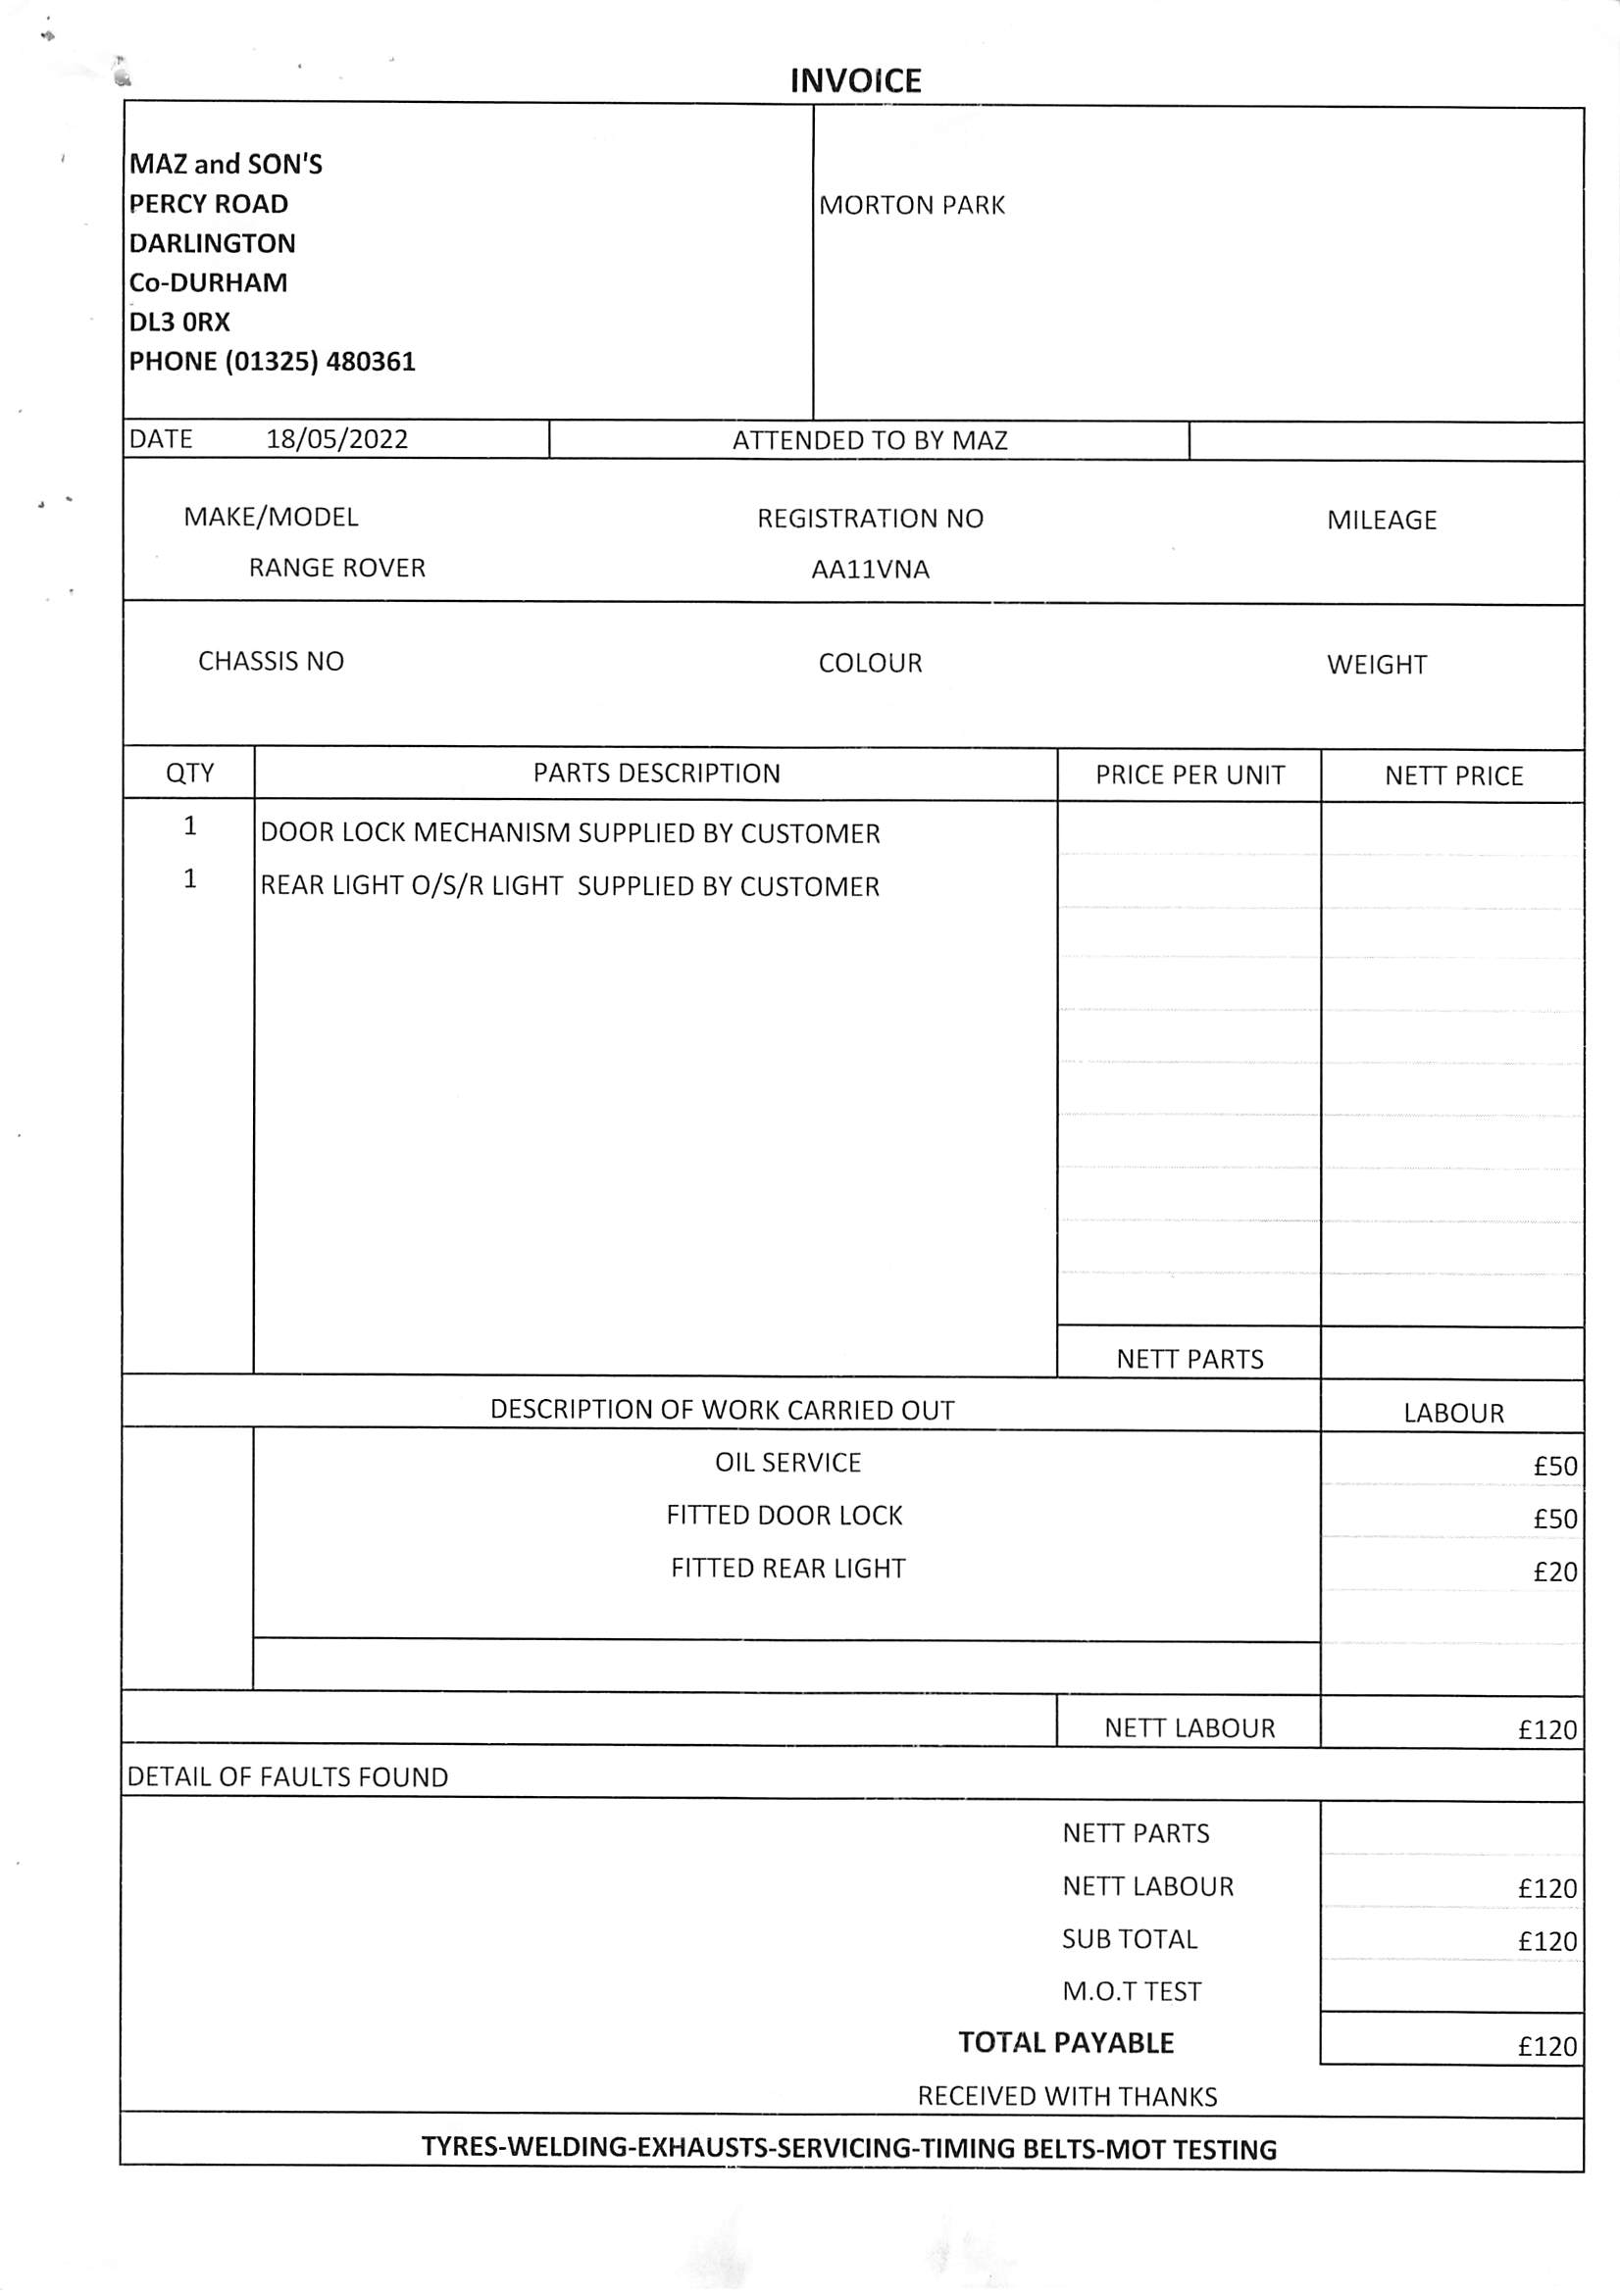 INVOICE
MAZ and SON'S
PERCY ROAD
DARLINGTON
Co-DURHAM
DL3 0RX
PHONE (01325) 480361
MORTON PARK
DATE 18/05/2022 ATTENDED TO BY MAZ
MAKE/MODEL REGISTRATION NO MILEAGE
RANGE ROVER AA11VNA
CHASSIS NO COLOUR WEIGHT
QTY PARTS DESCRIPTION PRICE PER UNIT NETT PRICE
1 DOOR LOCK MECHANISM SUPPLIED BY CUSTOMER
1 REAR LIGHT O/S/R LIGHT SUPPLIED BY CUSTOMER
NETT PARTS
DESCRIPTION OF WORK CARRIED OUT LABOUR
OIL SERVICE £50
FITTED DOOR LOCK £50
FITTED REAR LIGHT £20
NETT LABOUR £120
DETAIL OF FAULTS FOUND
NETT PARTS
NETT LABOUR £120
SUB TOTAL £120
M.O.T TEST
TOTAL PAYABLE £120
RECEIVED WITH THANKS
TYRES-WELDING-EXHAUSTS-SERVICING-TIMING BELTS-MOT TESTING